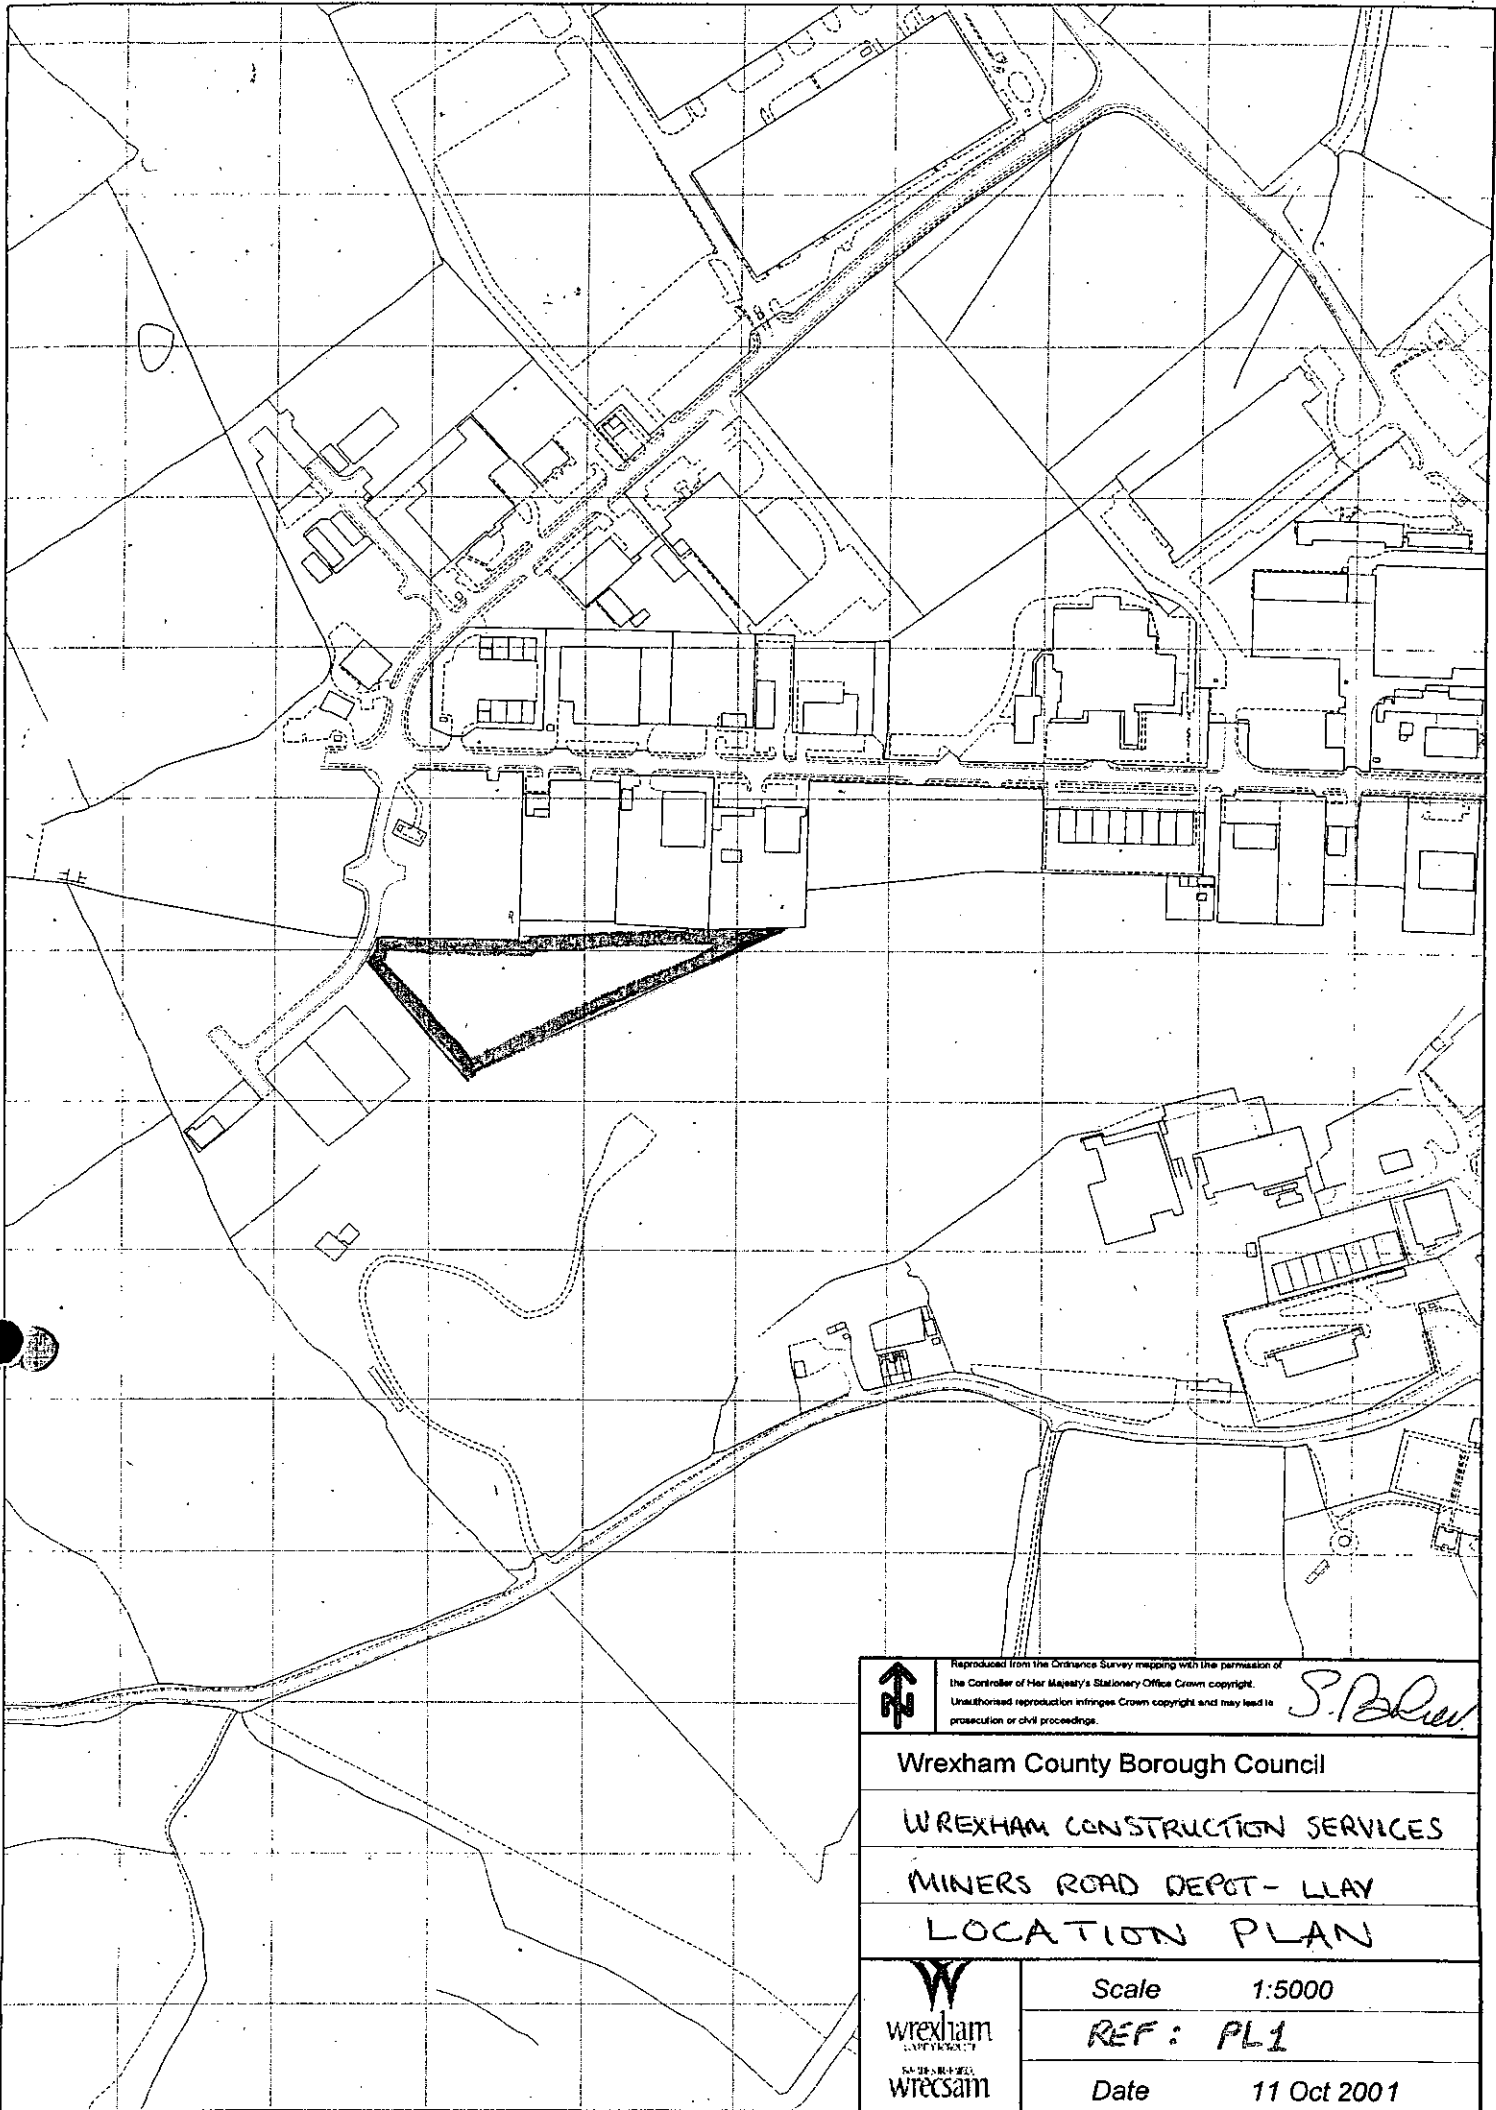 Reproduced from the Ordnance Survey mapping with the permission of
the Controller of Her Majesty's Stationery Office Crown copyright.
Unauthorised reproduction infringes Crown copyright and may lead to
prosecution or civil proceedings.
Wrexham County Borough Council
WREXHAM CONSTRUCTION SERVICES
MINERS ROAD DEPOT - LLAY
LOCATION PLAN
wrexham
wrecsam
Scale 1:5000
REF: PL1
Date 11 Oct 2001